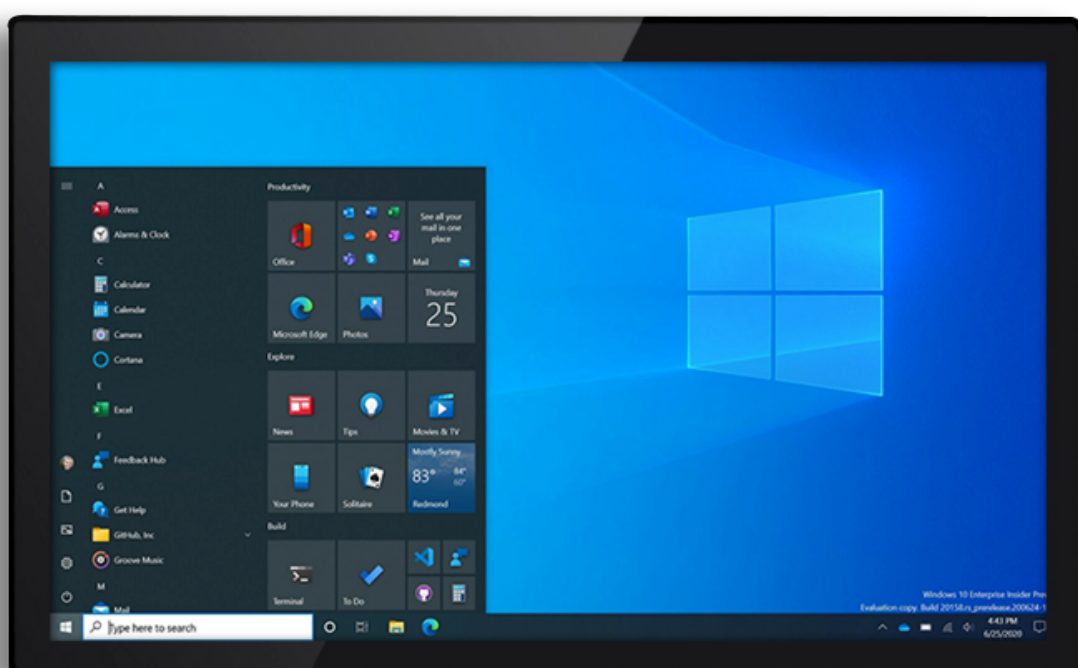 A
Access
Alarms & Clock
C
Calculator
Calendar
Camera
Cortana
E
Excel
F
Feedback Hub
G
Get Help
GitHub, Inc
Groove Music
M
Mail
Productivity
Office
See all your
mail in one
place
Mail
Microsoft Edge
Photos
Thursday
25
Explore
News
Tips
Movies & TV
Your Phone
Solitaire
Mostly Sunny
83°
84°
60°
Redmond
Build
Terminal
To Do
Windows 10 Enterprise Insider Pre
Evaluation copy. Build 20158.rs_prerelease.200624-1
Type here to search
4:43 PM
6/25/2020